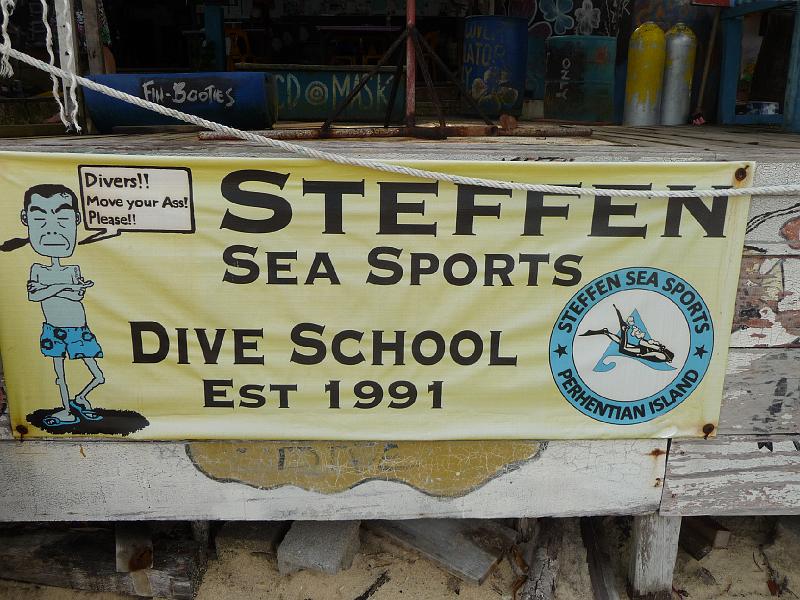 FIN-BOOTIES
CD MASK
ONLY
Divers!!
Move your Ass!
Please!!
STEFFEN
SEA SPORTS
DIVE SCHOOL
EST 1991
STEFFEN SEA SPORTS
PERHENTIAN ISLAND